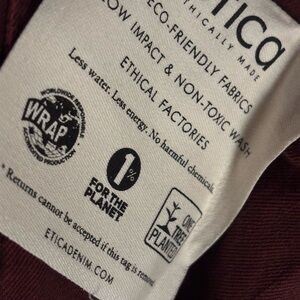 tica
THICALLY MADE
ECO-FRIENDLY FABRICS
LOW IMPACT & NON-TOXIC WASH
ETHICAL FACTORIES
Less water. Less energy. No harmful chemicals
WRAP
1%
FOR THE
PLANET
ONE
TREE
PLANTED
* Returns cannot be accepted if this tag is removed
ETICADENIM.COM